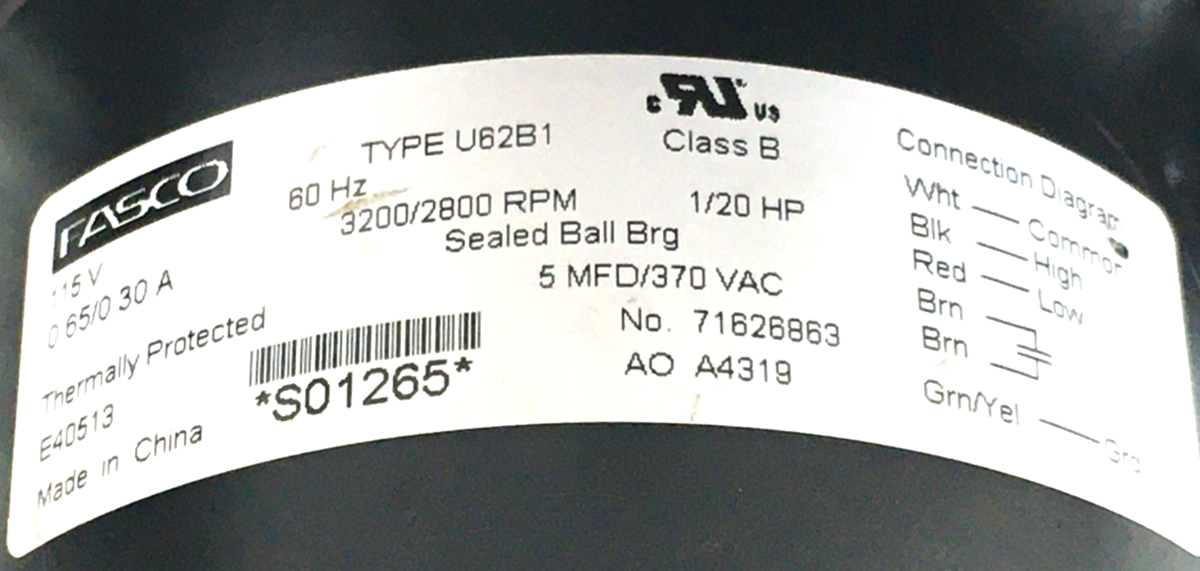 FASCO
115 V
0.65/0.30 A
Thermally Protected
E40513
Made in China
TYPE U62B1
60 Hz
3200/2800 RPM
Sealed Ball Brg
5 MFD/370 VAC
*S01265*
c RU US
Class B
1/20 HP
No. 71626863
AO A4319
Connection Diagram
Wht — Common
Blk — High
Red — Low
Brn
Brn
Grn/Yel — Grd